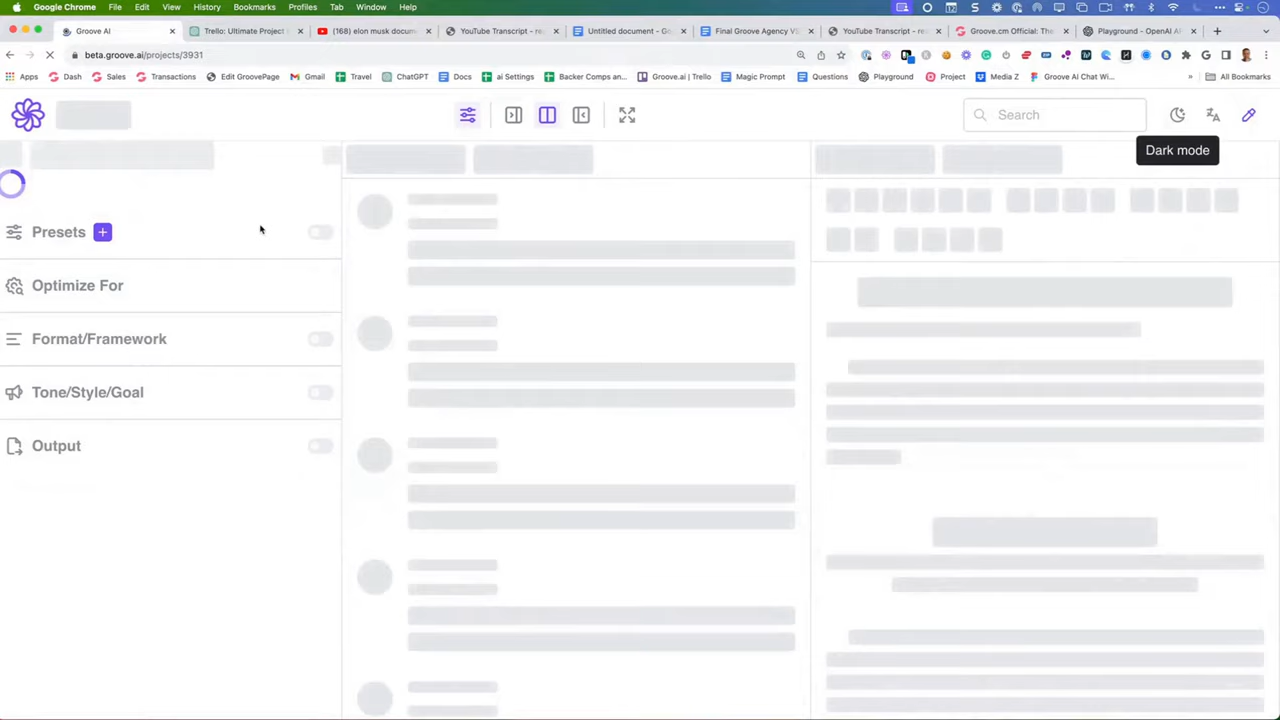 Google Chrome File Edit View History Bookmarks Profiles Tab Window Help
Groove AI
Trello: Ultimate Project
(168) elon musk docum
YouTube Transcript - re
Untitled document - Go
Final Groove Agency V
YouTube Transcript - re
Groove.cm Official: The
Playground - OpenAI A
beta.groove.ai/projects/3931
Apps Dash Sales Transactions Edit GroovePage Gmail Travel ChatGPT Docs ai Settings Backer Comps an... Groove.ai | Trello Magic Prompt Questions Playground Project Media Z Groove AI Chat Wi... » All Bookmarks
Search
Dark mode
Presets +
Optimize For
Format/Framework
Tone/Style/Goal
Output